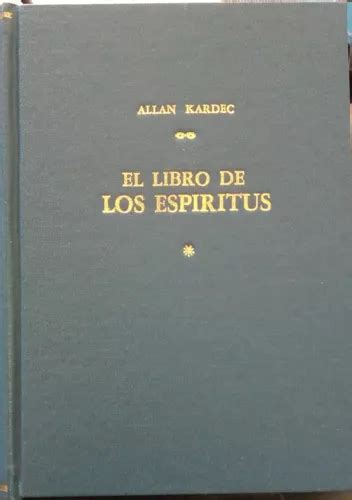 ALLAN KARDEC
EL LIBRO DE
LOS ESPIRITUS